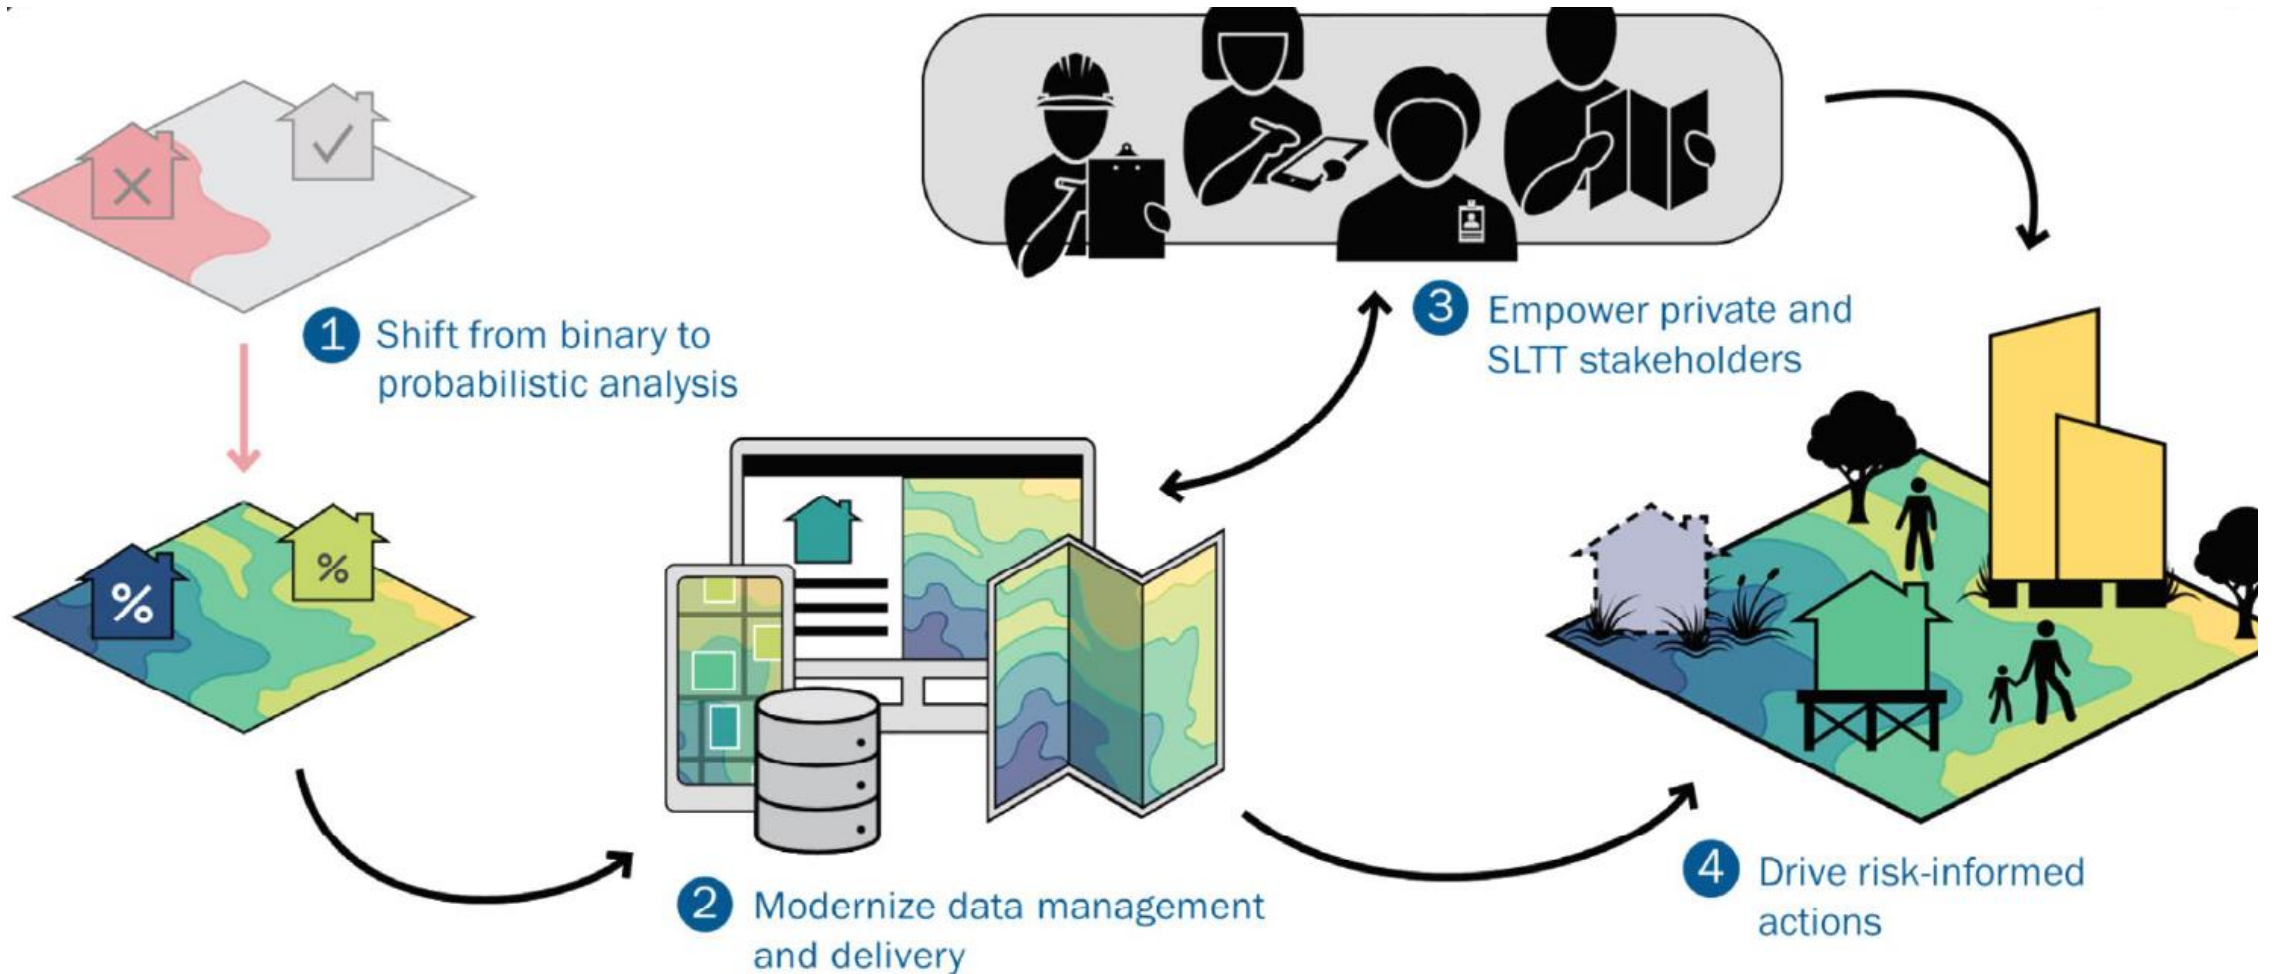 1 Shift from binary to
probabilistic analysis
%
%
2 Modernize data management
and delivery
3 Empower private and
SLTT stakeholders
4 Drive risk-informed
actions